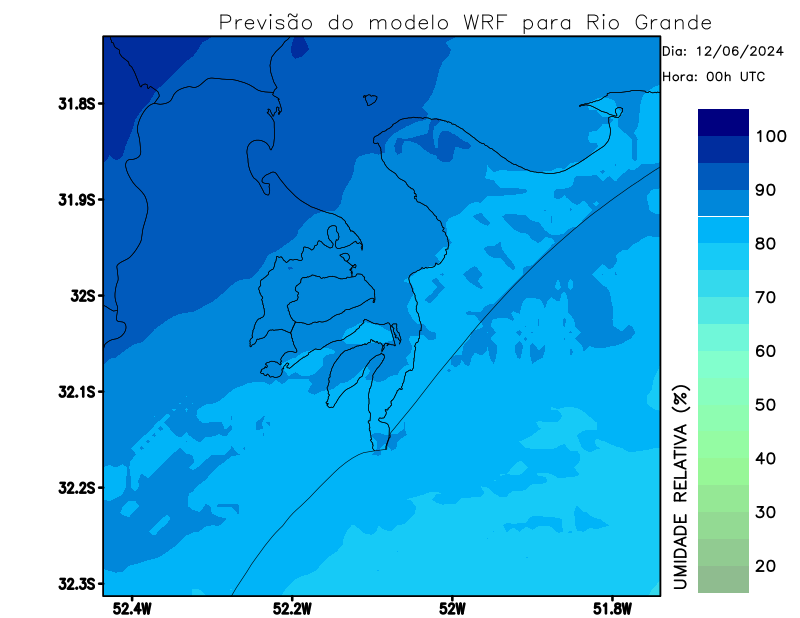 Previsão do modelo WRF para Rio Grande
Dia: 12/06/2024
Hora: 00h UTC
31.8S
31.9S
32S
32.1S
32.2S
32.3S
52.4W
52.2W
52W
51.8W
UMIDADE RELATIVA (%)
100
90
80
70
60
50
40
30
20